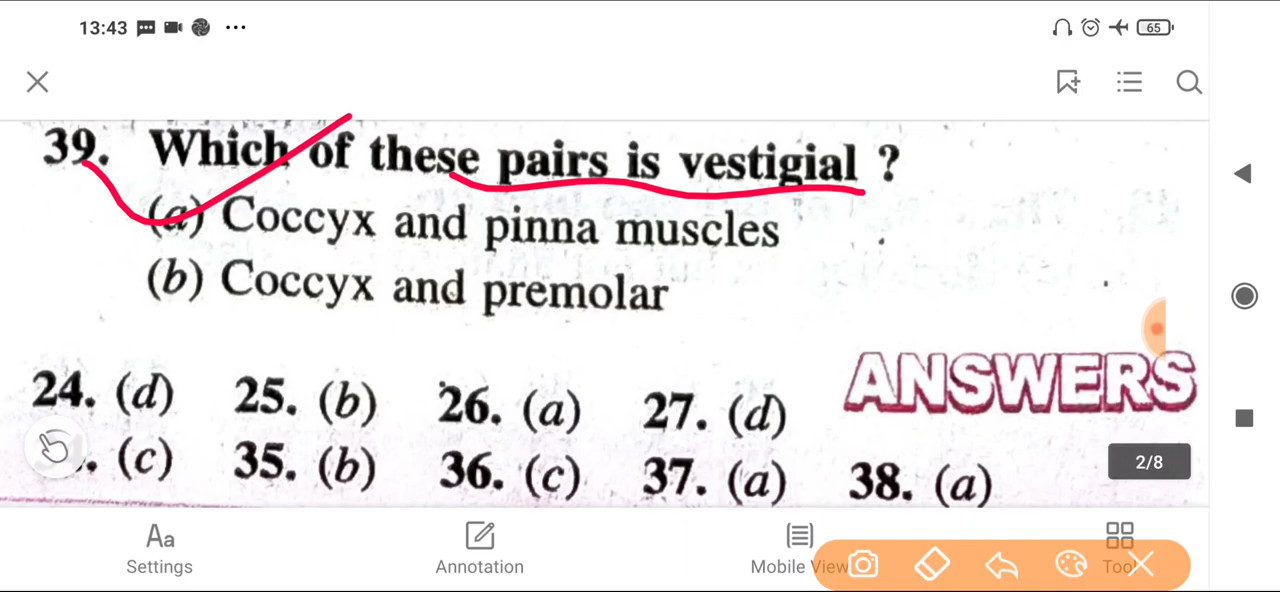 13:43
65
39. Which of these pairs is vestigial ?
(a) Coccyx and pinna muscles
(b) Coccyx and premolar
ANSWERS
24. (d) 25. (b) 26. (a) 27. (d)
. (c) 35. (b) 36. (c) 37. (a) 38. (a)
2/8
Aa
Settings
Annotation
Mobile View
Tool